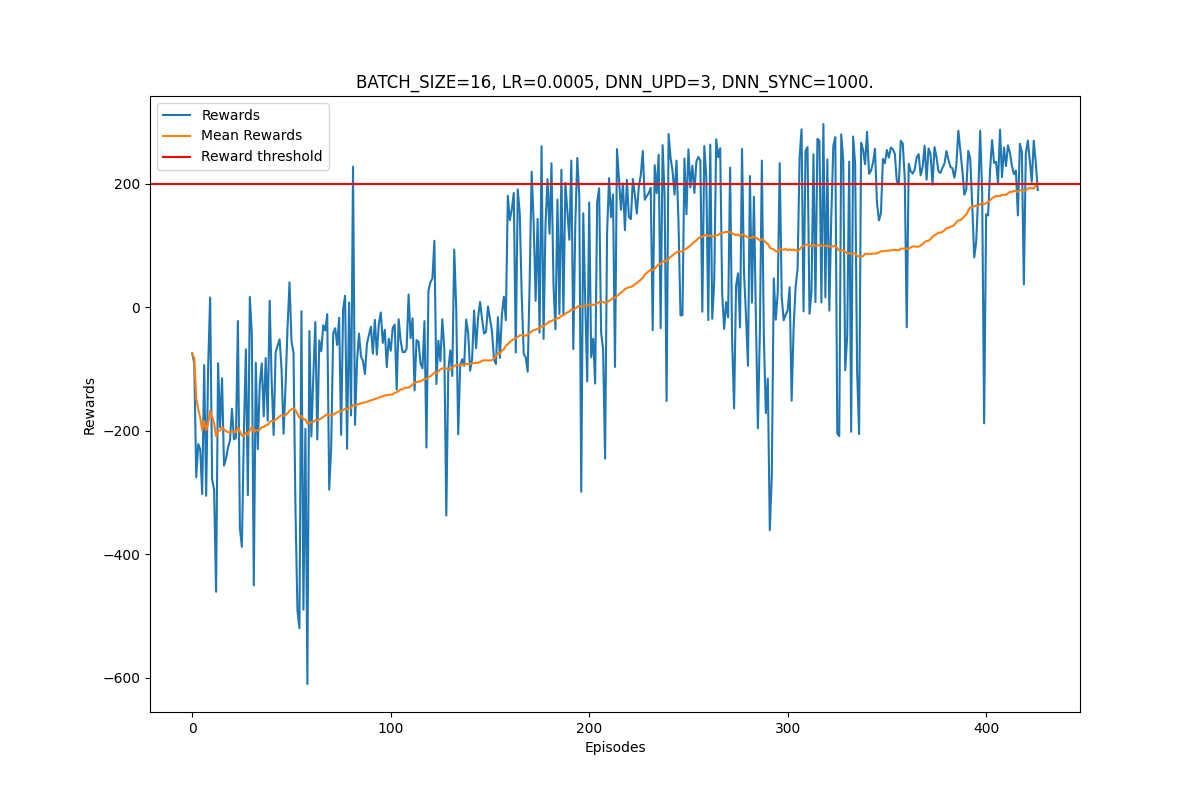 BATCH_SIZE=16, LR=0.0005, DNN_UPD=3, DNN_SYNC=1000.
Rewards
Mean Rewards
Reward threshold
200
0
−200
−400
−600
Rewards
0 100 200 300 400
Episodes